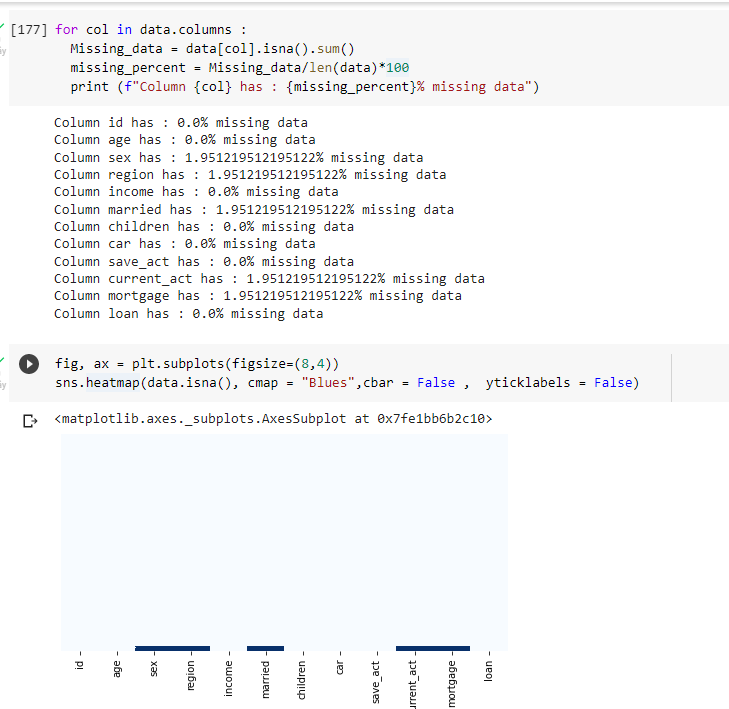 [177] for col in data.columns :
Missing_data = data[col].isna().sum()
missing_percent = Missing_data/len(data)*100
print (f"Column {col} has : {missing_percent}% missing data")
Column id has : 0.0% missing data
Column age has : 0.0% missing data
Column sex has : 1.951219512195122% missing data
Column region has : 1.951219512195122% missing data
Column income has : 0.0% missing data
Column married has : 1.951219512195122% missing data
Column children has : 0.0% missing data
Column car has : 0.0% missing data
Column save_act has : 0.0% missing data
Column current_act has : 1.951219512195122% missing data
Column mortgage has : 1.951219512195122% missing data
Column loan has : 0.0% missing data
fig, ax = plt.subplots(figsize=(8,4))
sns.heatmap(data.isna(), cmap = "Blues",cbar = False ,  yticklabels = False)
<matplotlib.axes._subplots.AxesSubplot at 0x7fe1bb6b2c10>
id
age
sex
region
income
married
children
car
save_act
urrent_act
mortgage
loan